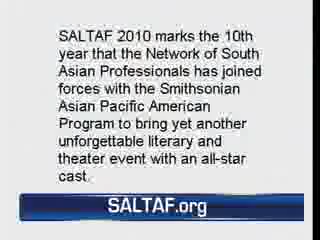 SALTAF 2010 marks the 10th
year that the Network of South
Asian Professionals has joined
forces with the Smithsonian
Asian Pacific American
Program to bring yet another
unforgettable literary and
theater event with an all-star
cast.
SALTAF.org